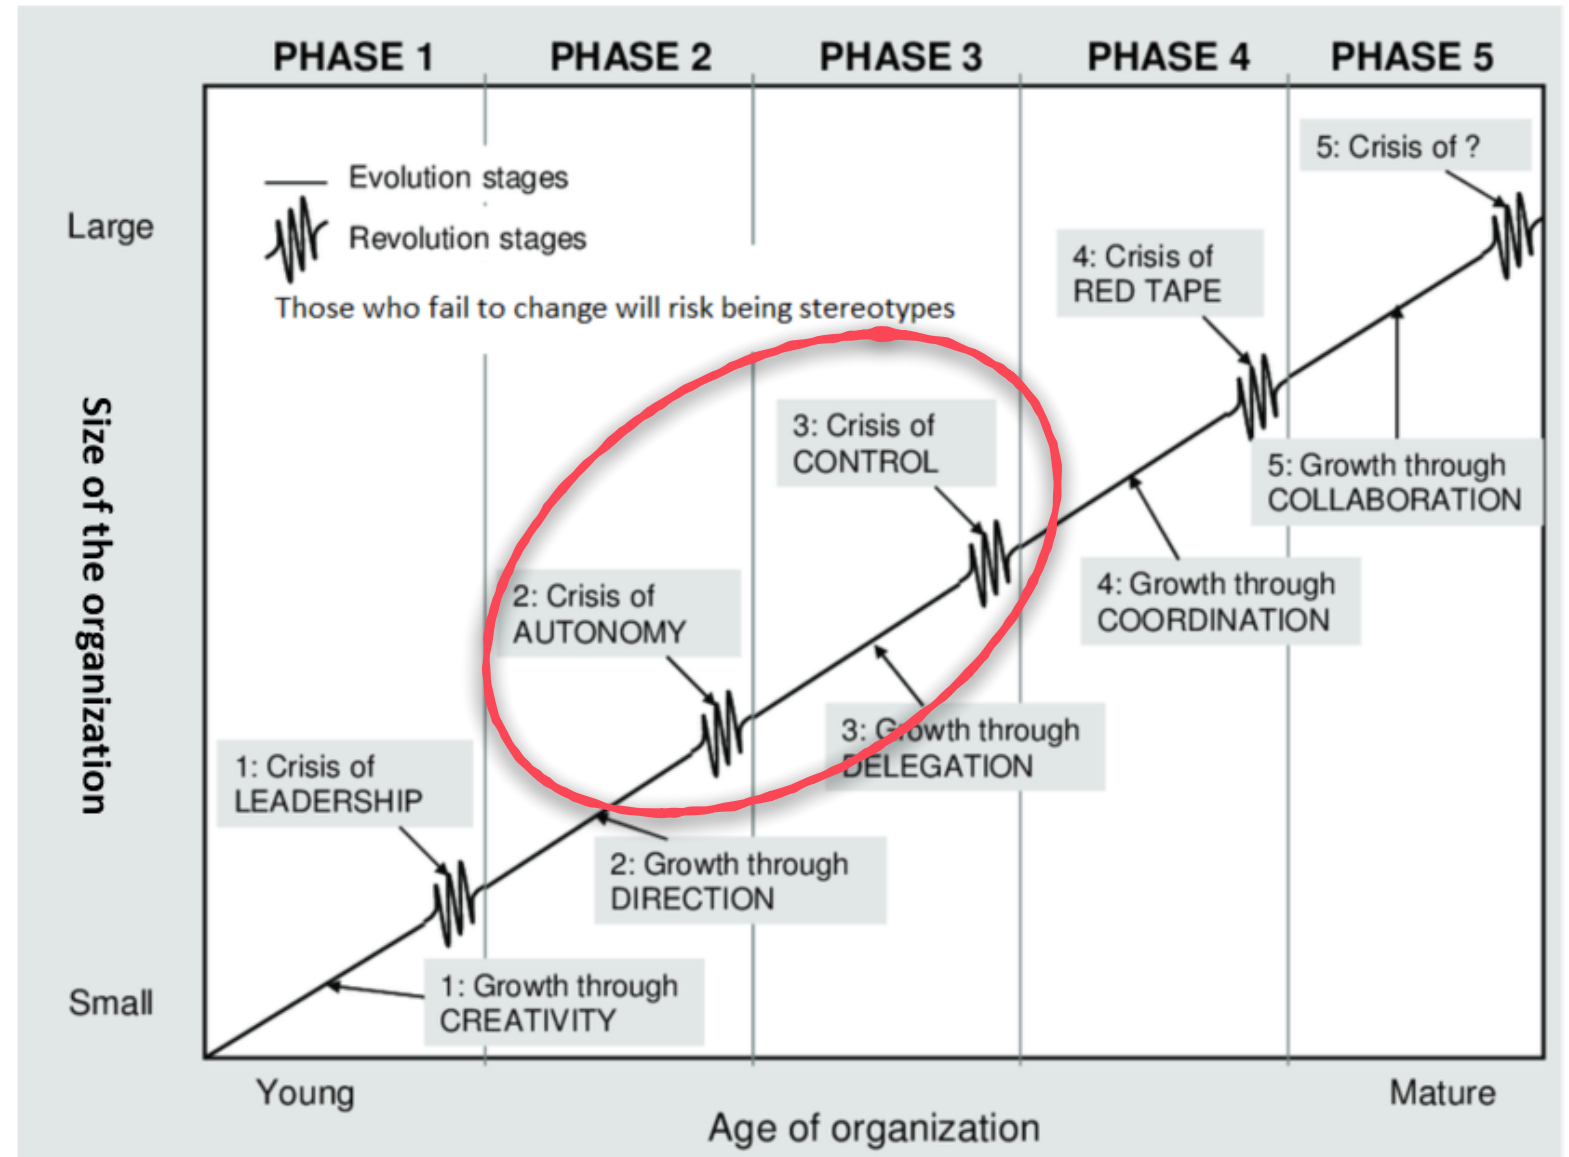 PHASE 1 PHASE 2 PHASE 3 PHASE 4 PHASE 5
Evolution stages
Revolution stages
Those who fail to change will risk being stereotypes
5: Crisis of ?
4: Crisis of
RED TAPE
3: Crisis of
CONTROL
2: Crisis of
AUTONOMY
1: Crisis of
LEADERSHIP
5: Growth through
COLLABORATION
4: Growth through
COORDINATION
3: Growth through
DELEGATION
2: Growth through
DIRECTION
1: Growth through
CREATIVITY
Large
Size of the organization
Small
Young
Mature
Age of organization